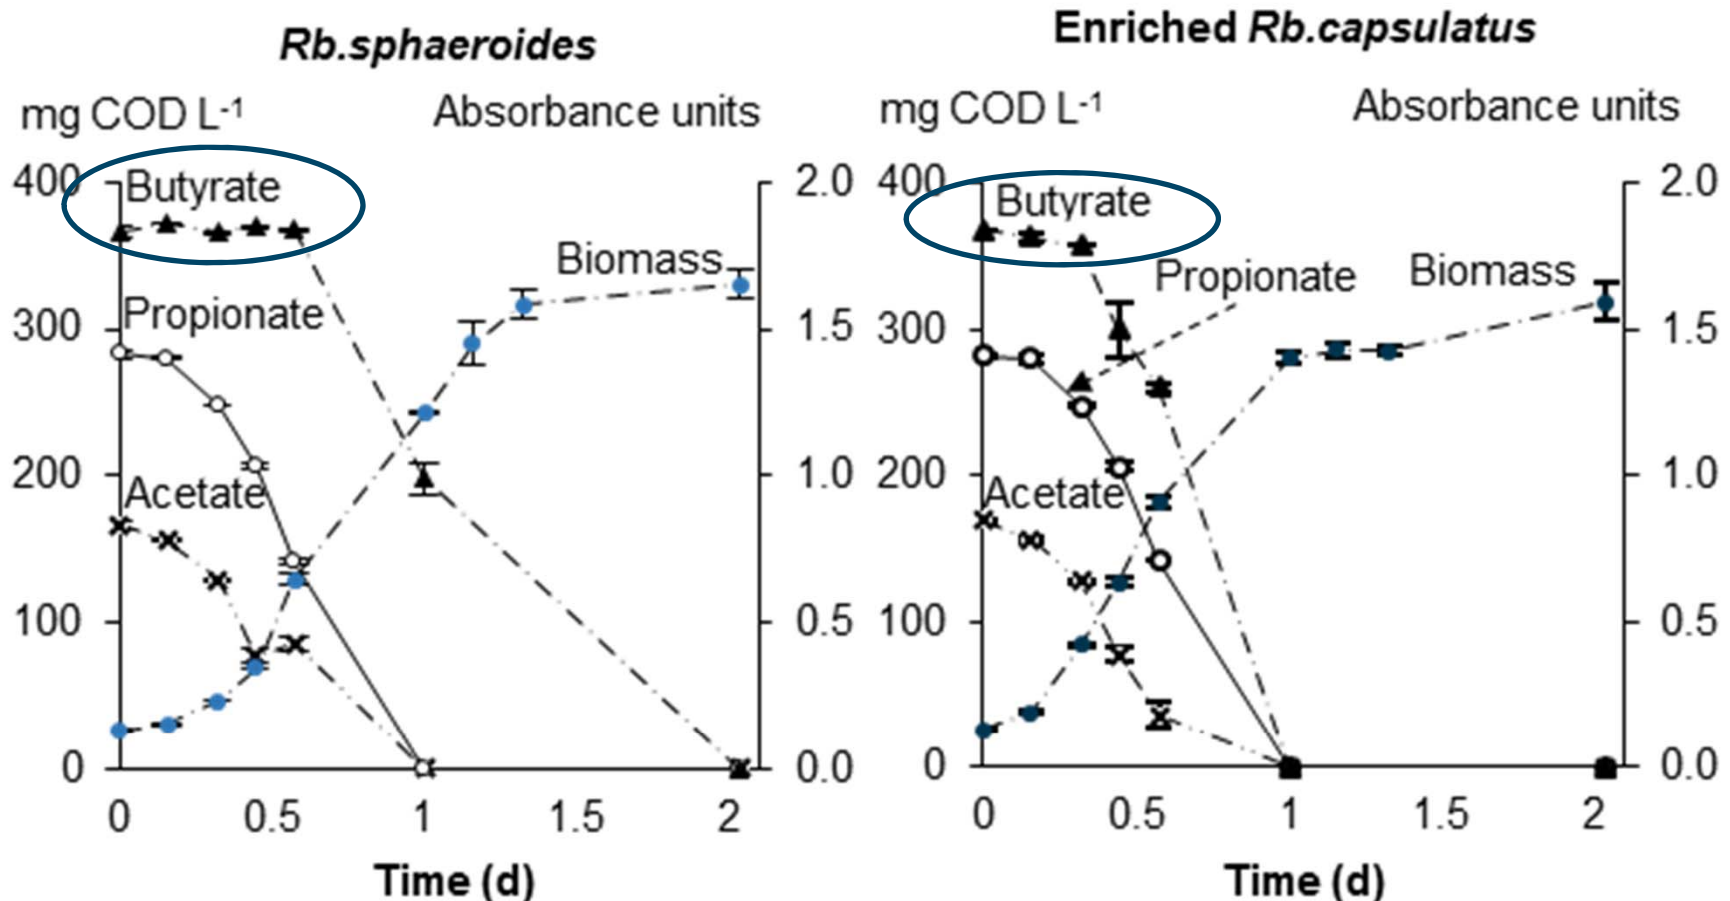 Rb.sphaeroides
mg COD L-1 Absorbance units
400
300
200
100
0
Butyrate
Propionate
Acetate
Biomass
2.0
1.5
1.0
0.5
0.0
0 0.5 1 1.5 2
Time (d)
Enriched Rb.capsulatus
mg COD L-1 Absorbance units
400
300
200
100
0
Butyrate
Propionate
Biomass
Acetate
2.0
1.5
1.0
0.5
0.0
0 0.5 1 1.5 2
Time (d)